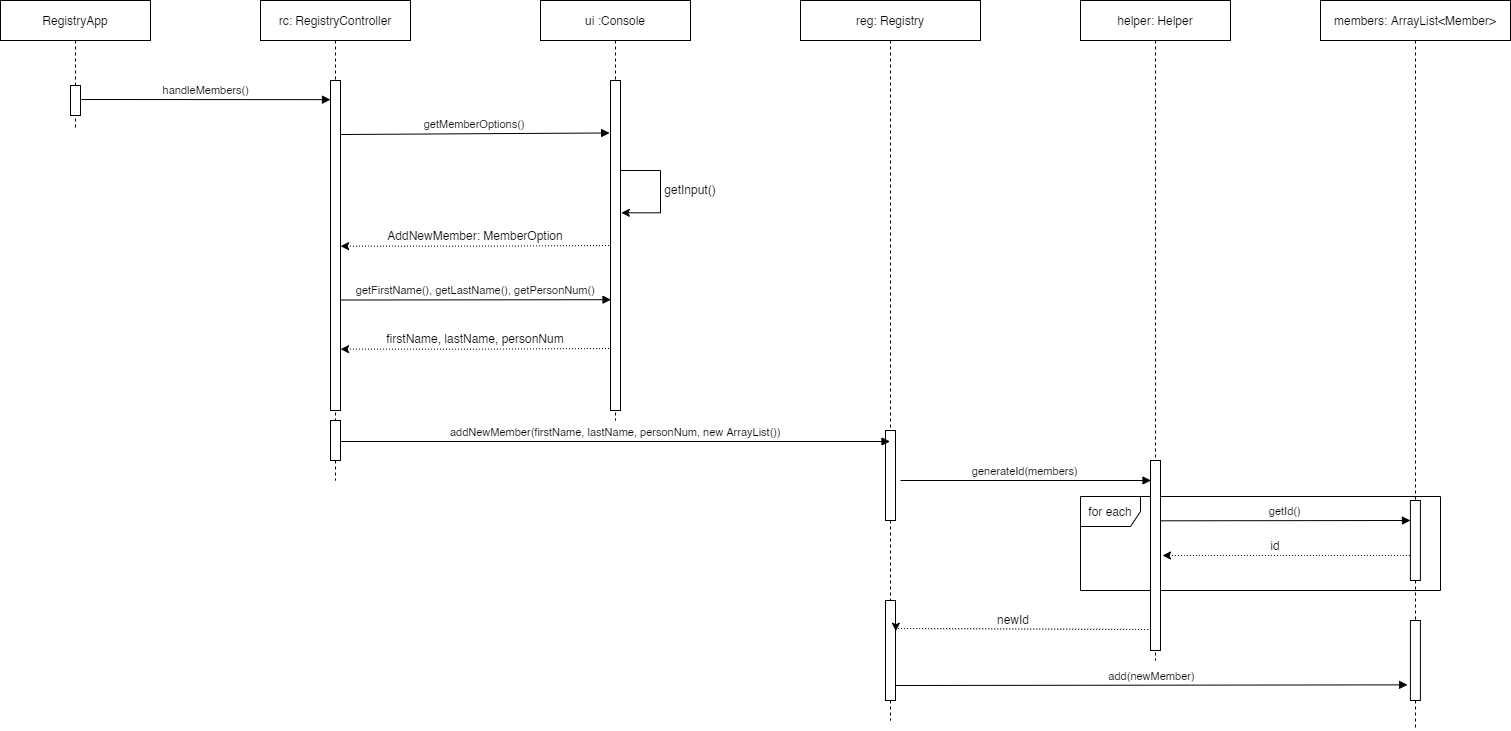 RegistryApp
rc: RegistryController
ui :Console
reg: Registry
helper: Helper
members: ArrayList<Member>
handleMembers()
getMemberOptions()
getInput()
AddNewMember: MemberOption
getFirstName(), getLastName(), getPersonNum()
firstName, lastName, personNum
addNewMember(firstName, lastName, personNum, new ArrayList())
generateId(members)
for each
getId()
id
newId
add(newMember)